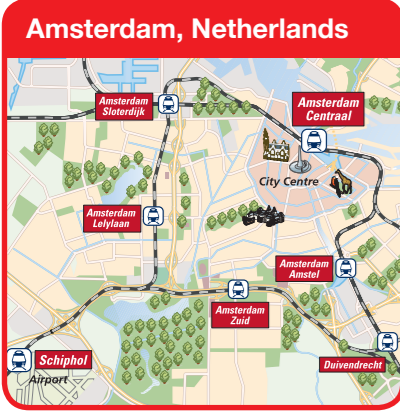 Amsterdam, Netherlands
Amsterdam
Sloterdijk
Amsterdam
Centraal
City Centre
Amsterdam
Lelylaan
Amsterdam
Amstel
Amsterdam
Zuid
Schiphol
Airport
Duivendrecht